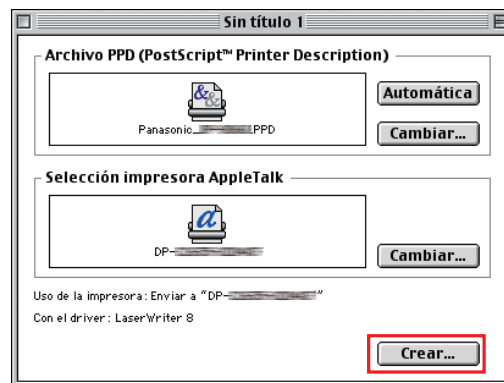 Sin título 1
Archivo PPD (PostScript™ Printer Description)
Automática
Panasonic_ .PPD
Cambiar...
Selección impresora AppleTalk
DP-
Cambiar...
Uso de la impresora: Enviar a “DP- ”
Con el driver: LaserWriter 8
Crear...